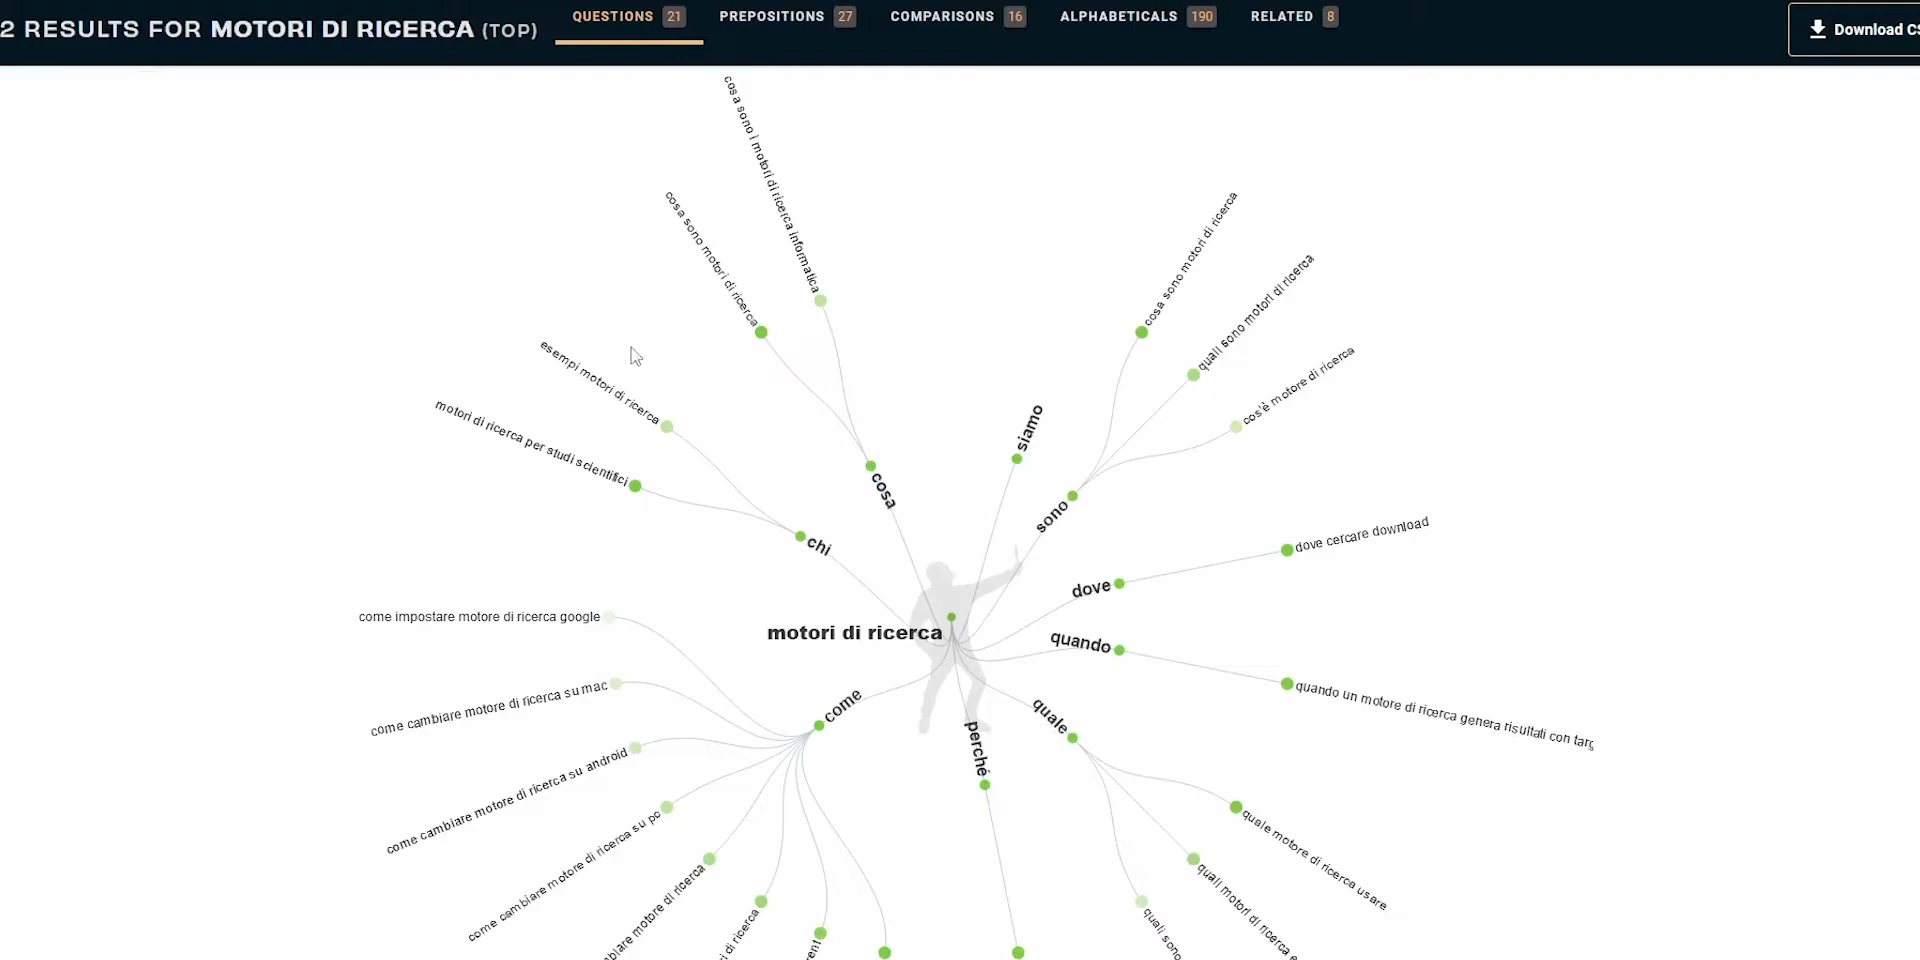 2 RESULTS FOR MOTORI DI RICERCA (TOP)
QUESTIONS 21
PREPOSITIONS 27
COMPARISONS 16
ALPHABETICALS 190
RELATED 8
Download
cosa sono i motori di ricerca informatica
cosa sono motori di ricerca
cosa sono motori di ricerca
quali sono motori di ricerca
esempi motori di ricerca
cos'è motore di ricerca
motori di ricerca per studi scientifici
siamo
cosa
sono
chi
dove cercare download
dove
come impostare motore di ricerca google
motori di ricerca
quando
quando un motore di ricerca genera risultati con
come cambiare motore di ricerca su mac
come
quale
perché
come cambiare motore di ricerca su android
come cambiare motore di ricerca su pc
quale motore di ricerca usare
motore di ricerca
quali motori di ricerca
di ricerca
quali sono